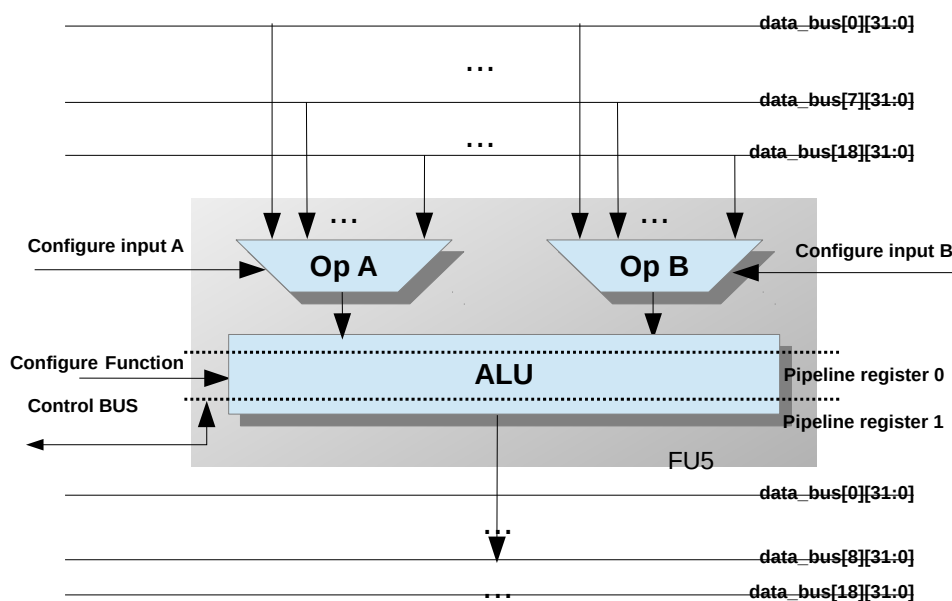 data_bus[0][31:0]
...
data_bus[7][31:0]
...
data_bus[18][31:0]
... ...
Configure input A
Configure input B
Op A Op B
Configure Function
ALU
Pipeline register 0
Control BUS
Pipeline register 1
FU5
data_bus[0][31:0]
...
data_bus[8][31:0]
...
data_bus[18][31:0]